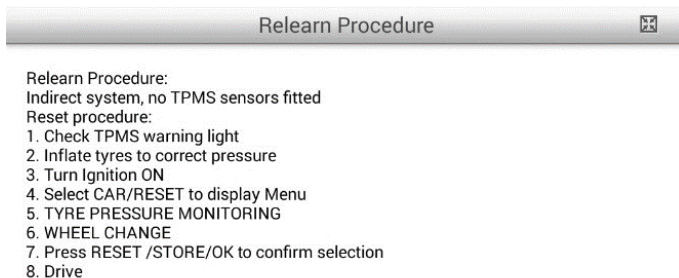 Relearn Procedure
Relearn Procedure:
Indirect system, no TPMS sensors fitted
Reset procedure:
1. Check TPMS warning light
2. Inflate tyres to correct pressure
3. Turn Ignition ON
4. Select CAR/RESET to display Menu
5. TYRE PRESSURE MONITORING
6. WHEEL CHANGE
7. Press RESET /STORE/OK to confirm selection
8. Drive